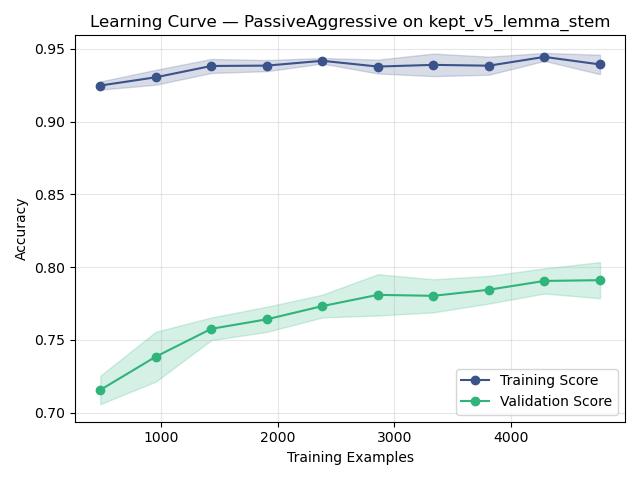 Learning Curve — PassiveAggressive on kept_v5_lemma_stem
Accuracy
0.95
0.90
0.85
0.80
0.75
0.70
1000
2000
3000
4000
Training Examples
Training Score
Validation Score